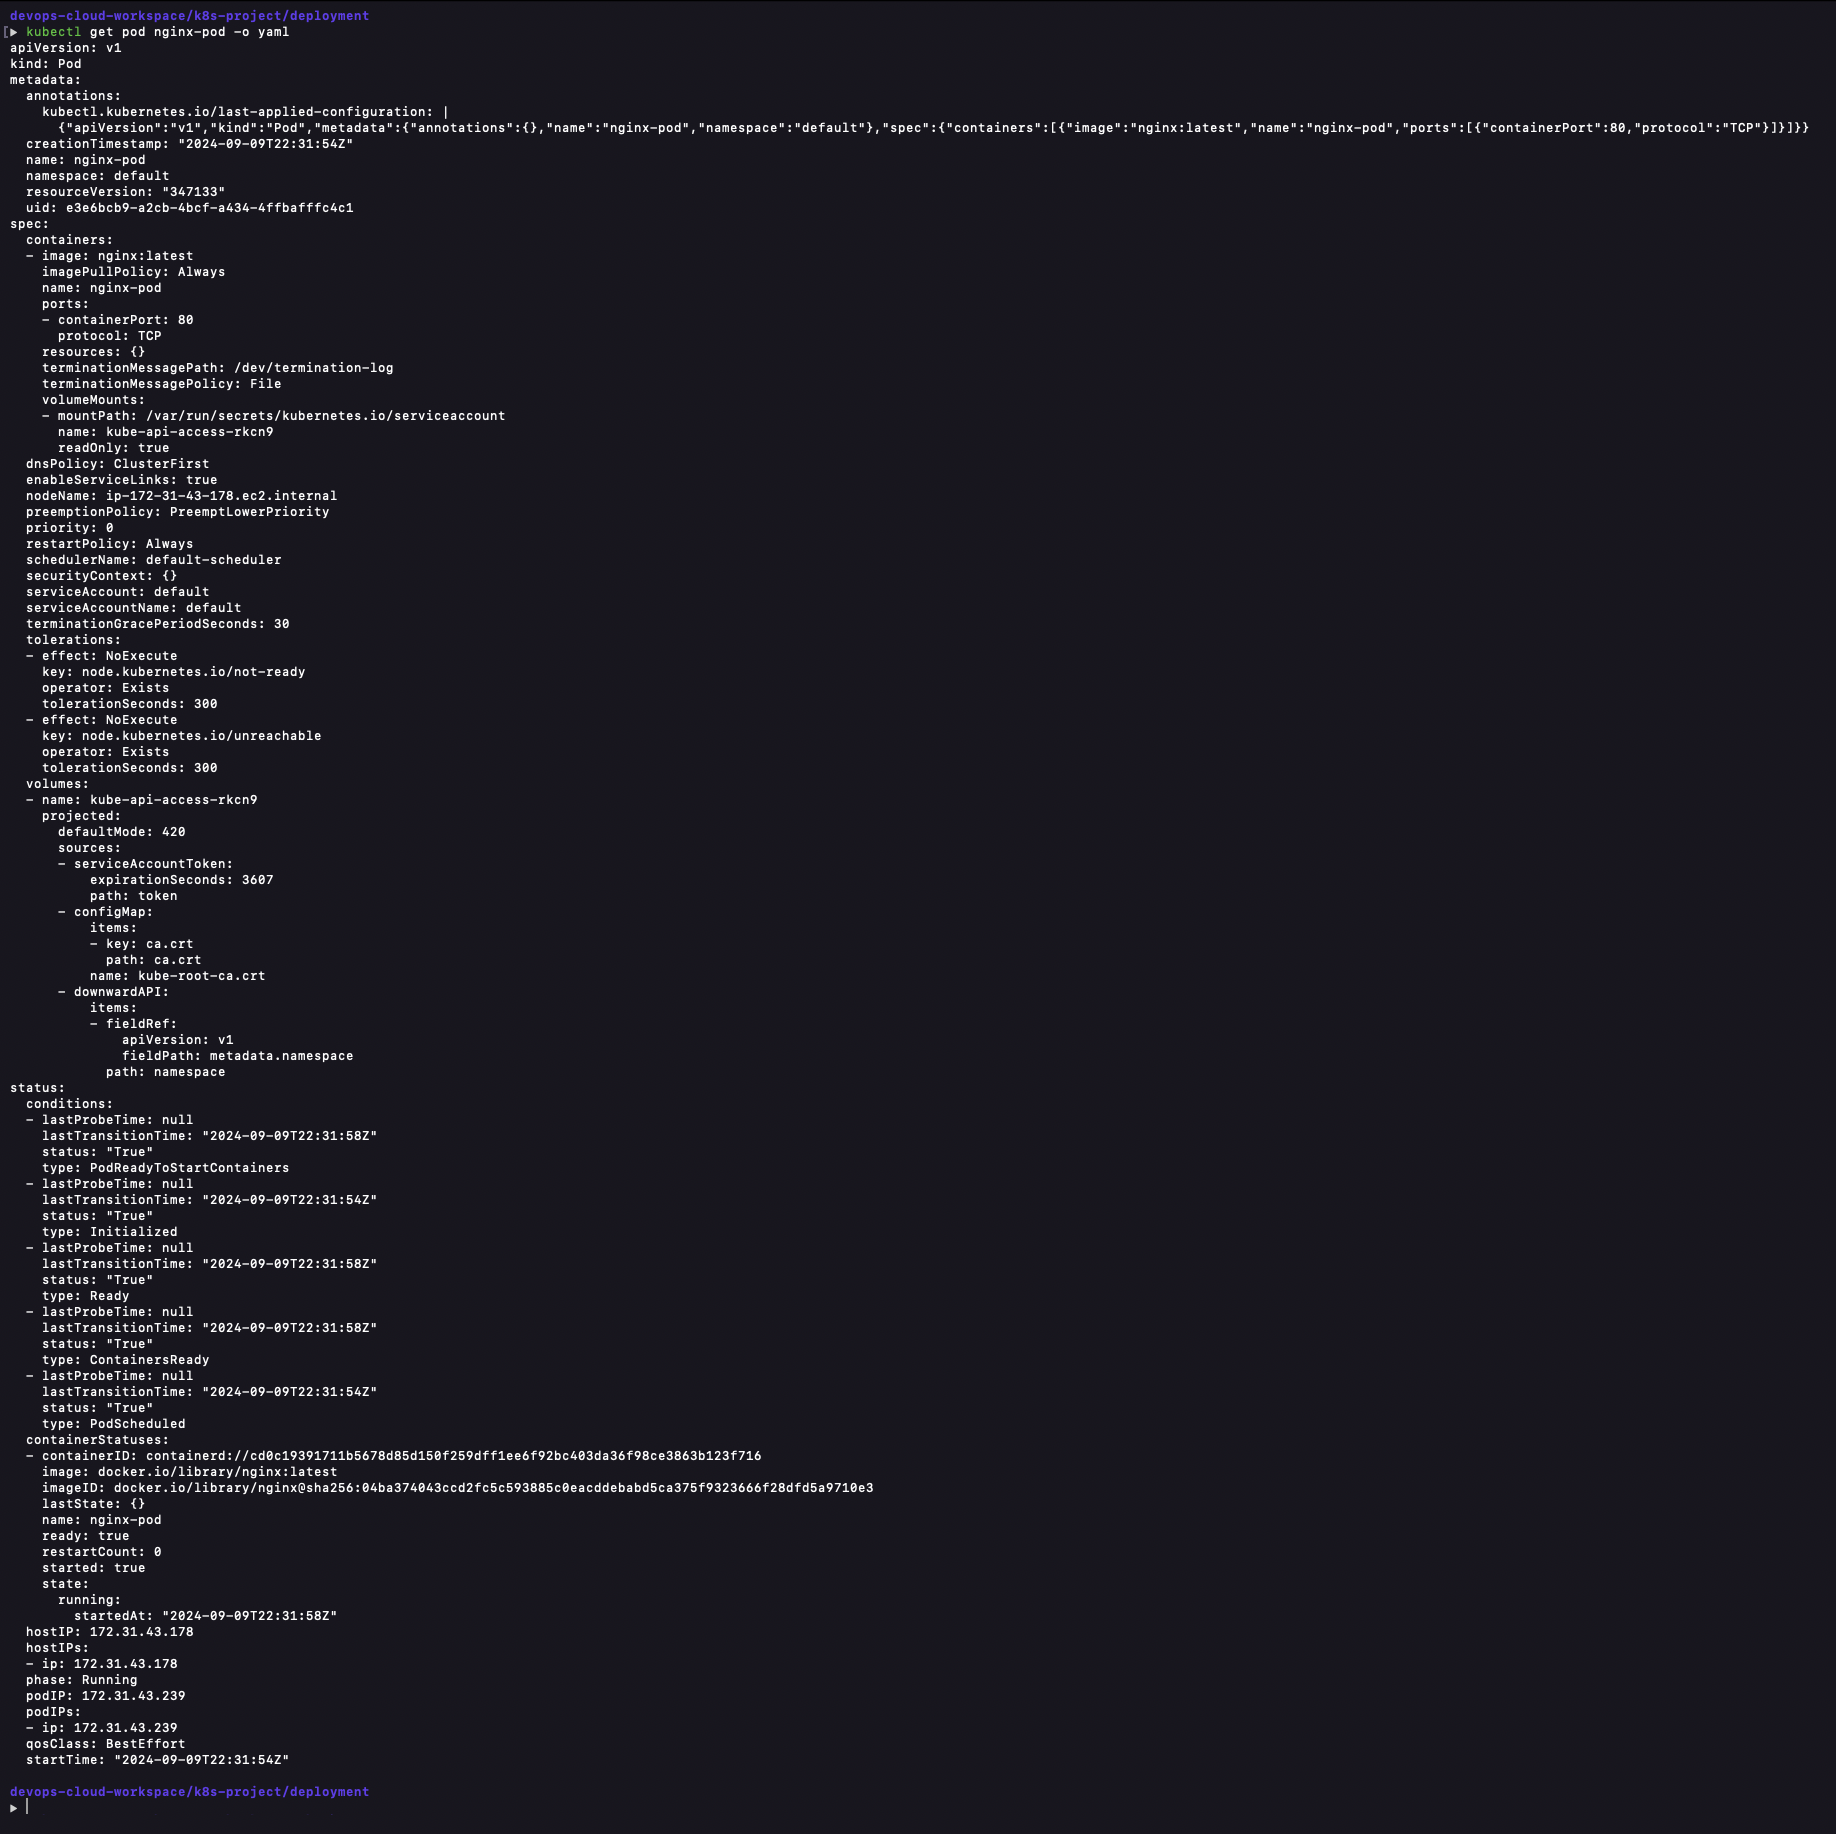 devops-cloud-workspace/k8s-project/deployment
[▶ kubectl get pod nginx-pod -o yaml
apiVersion: v1
kind: Pod
metadata:
  annotations:
    kubectl.kubernetes.io/last-applied-configuration: |
      {"apiVersion":"v1","kind":"Pod","metadata":{"annotations":{},"name":"nginx-pod","namespace":"default"},"spec":{"containers":[{"image":"nginx:latest","name":"nginx-pod","ports":[{"containerPort":80,"protocol":"TCP"}]}]}}
  creationTimestamp: "2024-09-09T22:31:54Z"
  name: nginx-pod
  namespace: default
  resourceVersion: "347133"
  uid: e3e6bcb9-a2cb-4bcf-a434-4ffbafffc4c1
spec:
  containers:
  - image: nginx:latest
    imagePullPolicy: Always
    name: nginx-pod
    ports:
    - containerPort: 80
      protocol: TCP
    resources: {}
    terminationMessagePath: /dev/termination-log
    terminationMessagePolicy: File
    volumeMounts:
    - mountPath: /var/run/secrets/kubernetes.io/serviceaccount
      name: kube-api-access-rkcn9
      readOnly: true
  dnsPolicy: ClusterFirst
  enableServiceLinks: true
  nodeName: ip-172-31-43-178.ec2.internal
  preemptionPolicy: PreemptLowerPriority
  priority: 0
  restartPolicy: Always
  schedulerName: default-scheduler
  securityContext: {}
  serviceAccount: default
  serviceAccountName: default
  terminationGracePeriodSeconds: 30
  tolerations:
  - effect: NoExecute
    key: node.kubernetes.io/not-ready
    operator: Exists
    tolerationSeconds: 300
  - effect: NoExecute
    key: node.kubernetes.io/unreachable
    operator: Exists
    tolerationSeconds: 300
  volumes:
  - name: kube-api-access-rkcn9
    projected:
      defaultMode: 420
      sources:
      - serviceAccountToken:
          expirationSeconds: 3607
          path: token
      - configMap:
          items:
          - key: ca.crt
            path: ca.crt
          name: kube-root-ca.crt
      - downwardAPI:
          items:
          - fieldRef:
              apiVersion: v1
              fieldPath: metadata.namespace
            path: namespace
status:
  conditions:
  - lastProbeTime: null
    lastTransitionTime: "2024-09-09T22:31:58Z"
    status: "True"
    type: PodReadyToStartContainers
  - lastProbeTime: null
    lastTransitionTime: "2024-09-09T22:31:54Z"
    status: "True"
    type: Initialized
  - lastProbeTime: null
    lastTransitionTime: "2024-09-09T22:31:58Z"
    status: "True"
    type: Ready
  - lastProbeTime: null
    lastTransitionTime: "2024-09-09T22:31:58Z"
    status: "True"
    type: ContainersReady
  - lastProbeTime: null
    lastTransitionTime: "2024-09-09T22:31:54Z"
    status: "True"
    type: PodScheduled
  containerStatuses:
  - containerID: containerd://cd0c19391711b5678d85d150f259dff1ee6f92bc403da36f98ce3863b123f716
    image: docker.io/library/nginx:latest
    imageID: docker.io/library/nginx@sha256:04ba374043ccd2fc5c593885c0eacddebabd5ca375f9323666f28dfd5a9710e3
    lastState: {}
    name: nginx-pod
    ready: true
    restartCount: 0
    started: true
    state:
      running:
        startedAt: "2024-09-09T22:31:58Z"
  hostIP: 172.31.43.178
  hostIPs:
  - ip: 172.31.43.178
  phase: Running
  podIP: 172.31.43.239
  podIPs:
  - ip: 172.31.43.239
  qosClass: BestEffort
  startTime: "2024-09-09T22:31:54Z"
devops-cloud-workspace/k8s-project/deployment
▶